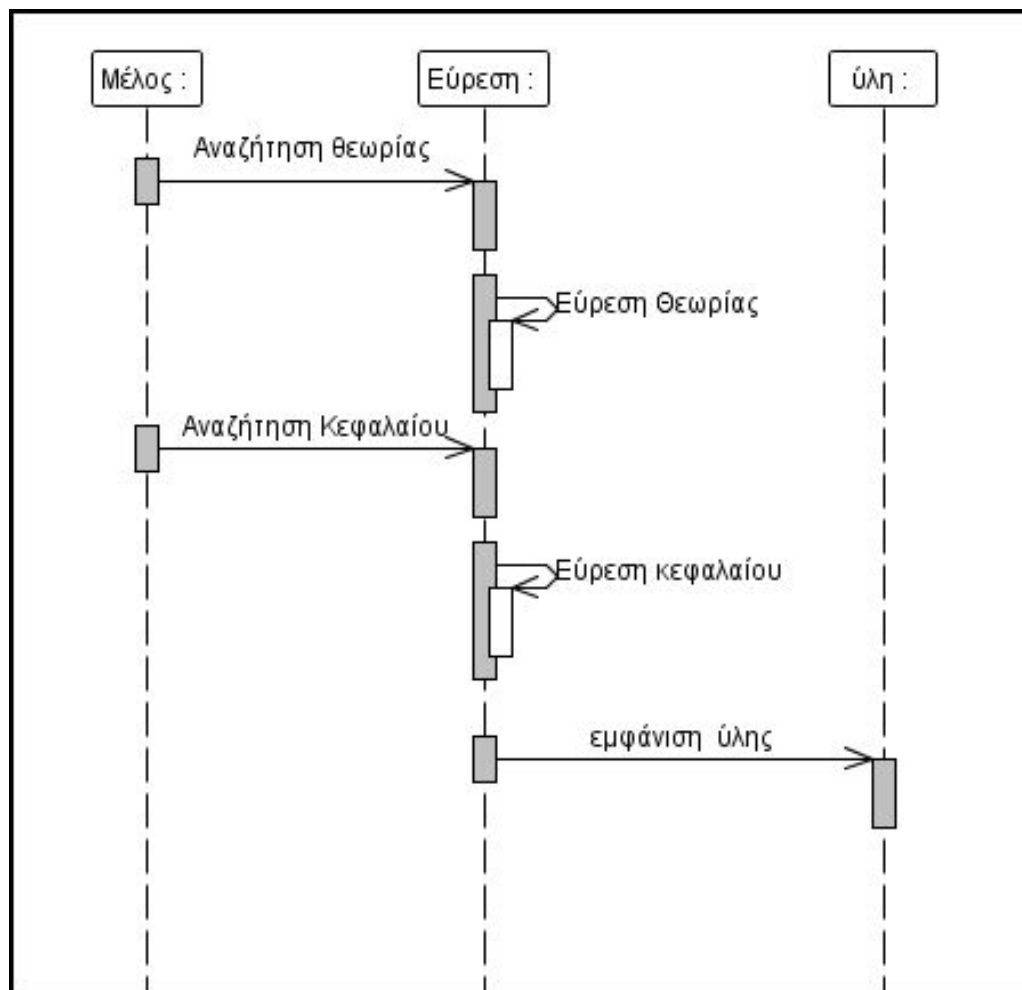 Μέλος :
Εύρεση :
ύλη :
Αναζήτηση θεωρίας
Εύρεση Θεωρίας
Αναζήτηση Κεφαλαίου
Εύρεση κεφαλαίου
εμφάνιση ύλης